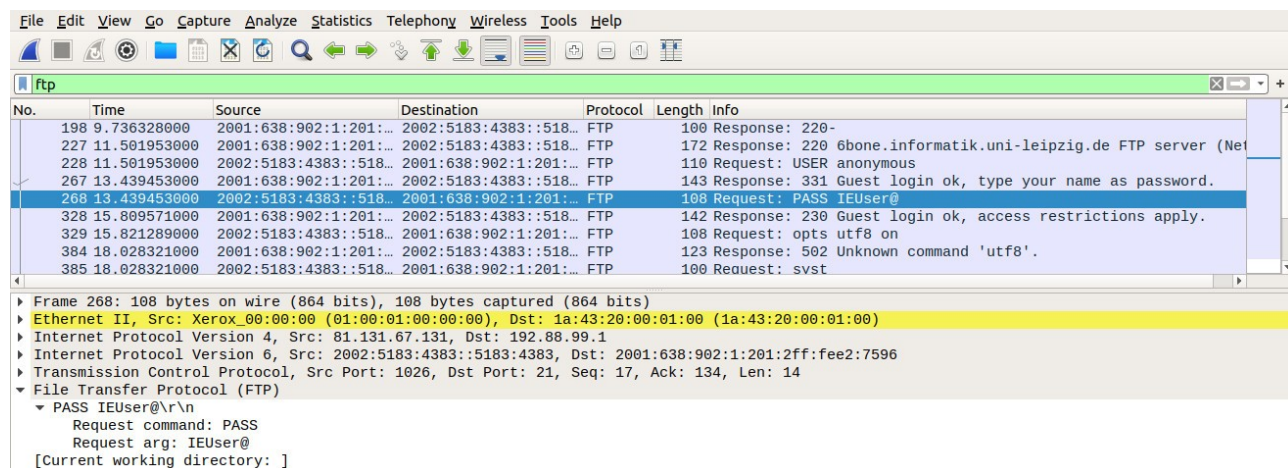 File Edit View Go Capture Analyze Statistics Telephony Wireless Tools Help
ftp
No. Time Source Destination Protocol Length Info
198 9.736328000 2001:638:902:1:201:… 2002:5183:4383::518… FTP 100 Response: 220-
227 11.501953000 2001:638:902:1:201:… 2002:5183:4383::518… FTP 172 Response: 220 6bone.informatik.uni-leipzig.de FTP server (Net
228 11.501953000 2002:5183:4383::518… 2001:638:902:1:201:… FTP 110 Request: USER anonymous
267 13.439453000 2001:638:902:1:201:… 2002:5183:4383::518… FTP 143 Response: 331 Guest login ok, type your name as password.
268 13.439453000 2002:5183:4383::518… 2001:638:902:1:201:… FTP 108 Request: PASS IEUser@
328 15.809571000 2001:638:902:1:201:… 2002:5183:4383::518… FTP 142 Response: 230 Guest login ok, access restrictions apply.
329 15.821289000 2002:5183:4383::518… 2001:638:902:1:201:… FTP 108 Request: opts utf8 on
384 18.028321000 2001:638:902:1:201:… 2002:5183:4383::518… FTP 123 Response: 502 Unknown command 'utf8'.
385 18.028321000 2002:5183:4383::518… 2001:638:902:1:201:… FTP 100 Request: syst
Frame 268: 108 bytes on wire (864 bits), 108 bytes captured (864 bits)
Ethernet II, Src: Xerox_00:00:00 (01:00:01:00:00:00), Dst: 1a:43:20:00:01:00 (1a:43:20:00:01:00)
Internet Protocol Version 4, Src: 81.131.67.131, Dst: 192.88.99.1
Internet Protocol Version 6, Src: 2002:5183:4383::5183:4383, Dst: 2001:638:902:1:201:2ff:fee2:7596
Transmission Control Protocol, Src Port: 1026, Dst Port: 21, Seq: 17, Ack: 134, Len: 14
File Transfer Protocol (FTP)
PASS IEUser@\r\n
Request command: PASS
Request arg: IEUser@
[Current working directory: ]